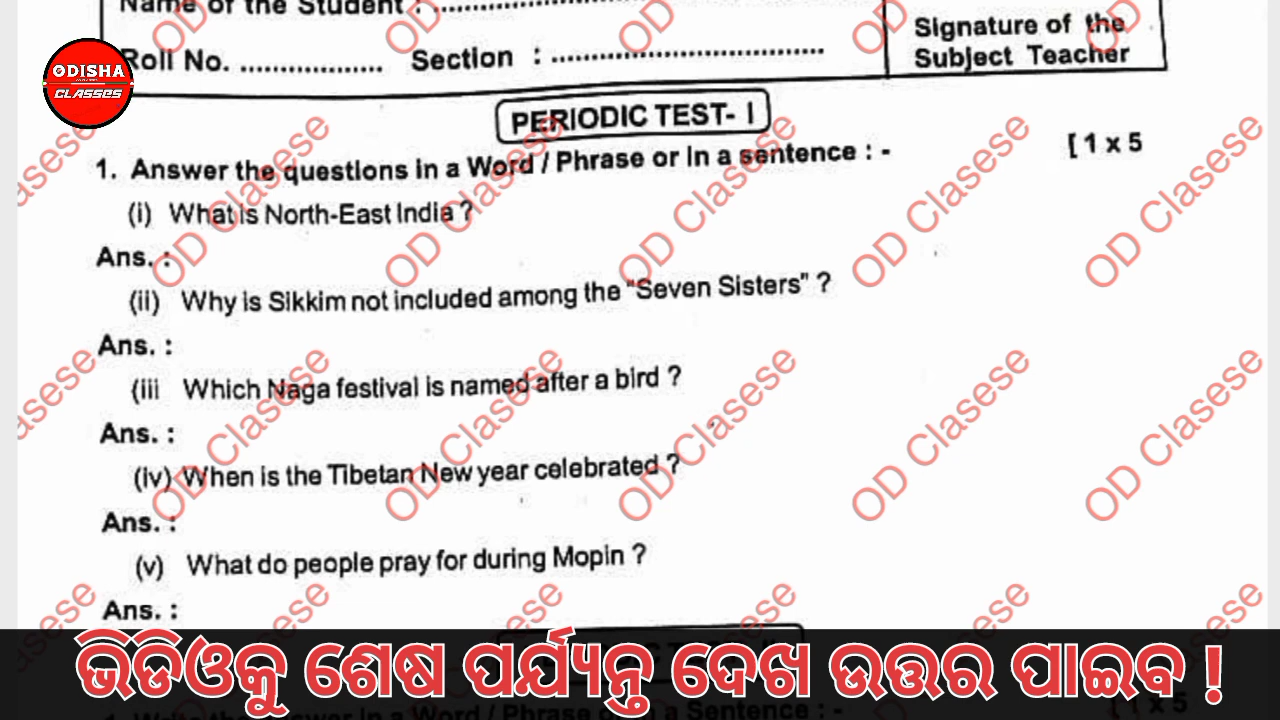 Name of the Student : ........................
Roll No. .................. Section : ................................
Signature of the
Subject Teacher
ODISHA
CLASSES
PERIODIC TEST- I
1. Answer the questions in a Word / Phrase or in a sentence : - [ 1 x 5
(i) What is North-East India ?
Ans. :
(ii) Why is Sikkim not included among the "Seven Sisters" ?
Ans. :
(iii Which Naga festival is named after a bird ?
Ans. :
(iv) When is the Tibetan New year celebrated ?
Ans. :
(v) What do people pray for during Mopin ?
Ans. :
ଭିଡିଓକୁ ଶେଷ ପର୍ଯ୍ୟନ୍ତ ଦେଖ ଉତ୍ତର ପାଇବ !
OD Clasese